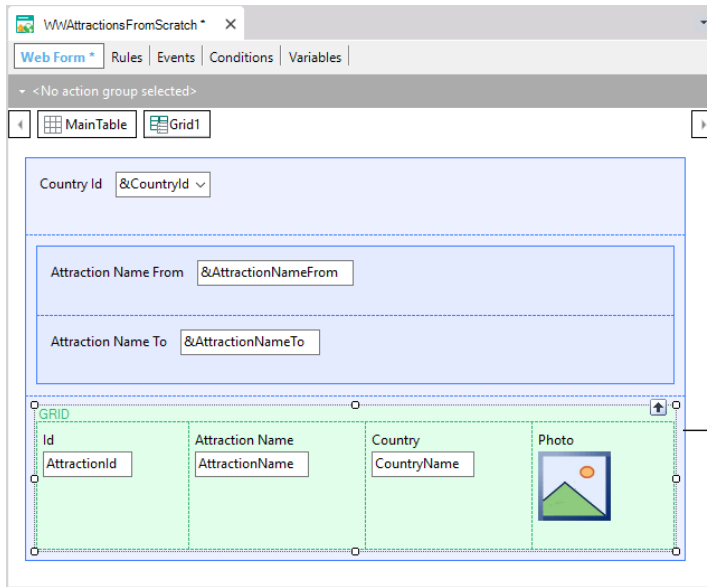 WWAttractionsFromScratch *
Web Form * Rules Events Conditions Variables
<No action group selected>
MainTable Grid1
Country Id &CountryId
Attraction Name From &AttractionNameFrom
Attraction Name To &AttractionNameTo
GRID
Id Attraction Name Country Photo
AttractionId AttractionName CountryName